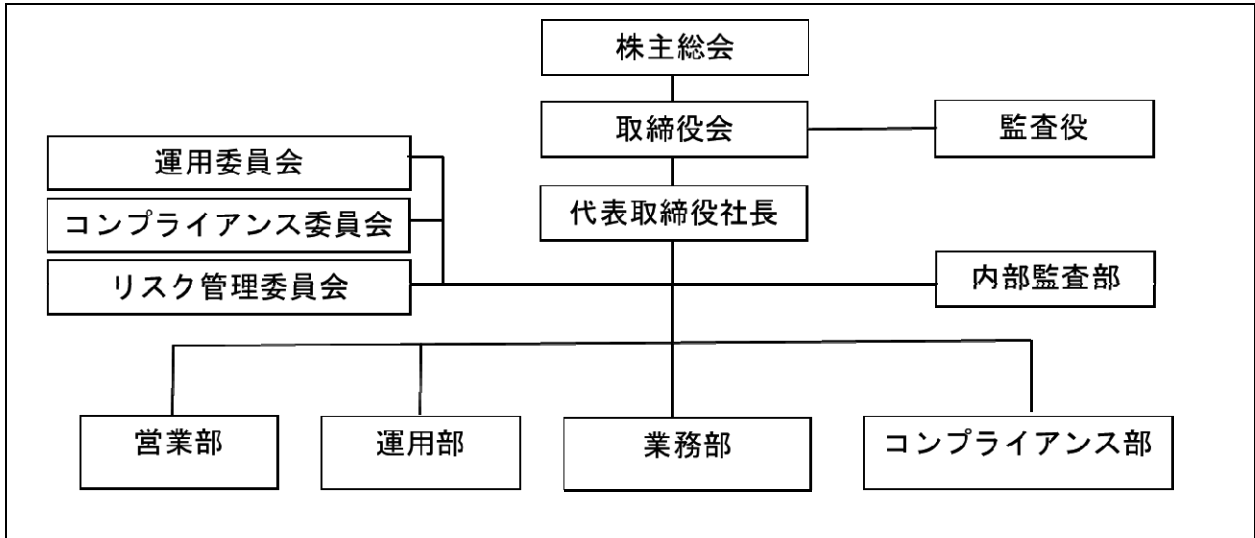 株主総会
取締役会
監査役
運用委員会
代表取締役社長
コンプライアンス委員会
リスク管理委員会
内部監査部
営業部
運用部
業務部
コンプライアンス部